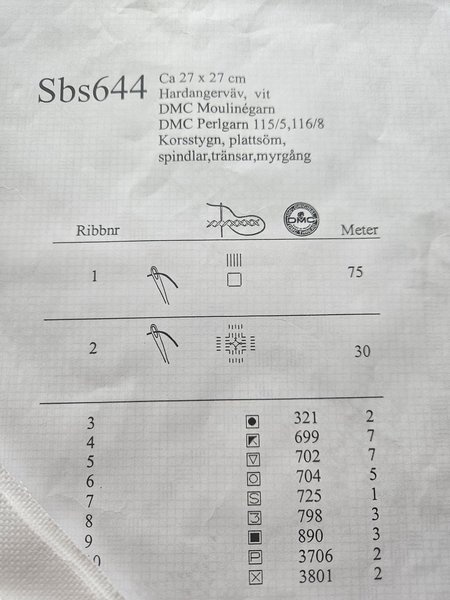 Sbs644
Ca 27 x 27 cm
Hardangerväv, vit
DMC Moulinégarn
DMC Perlgarn 115/5,116/8
Korsstygn, plattsöm,
spindlar,tränsar,myrgång
Ribbnr DMC Meter
1 75
2 30
3 321 2
4 699 7
5 702 7
6 704 5
7 S 725 1
8 3 798 3
9 890 3
0 P 3706 2
X 3801 2